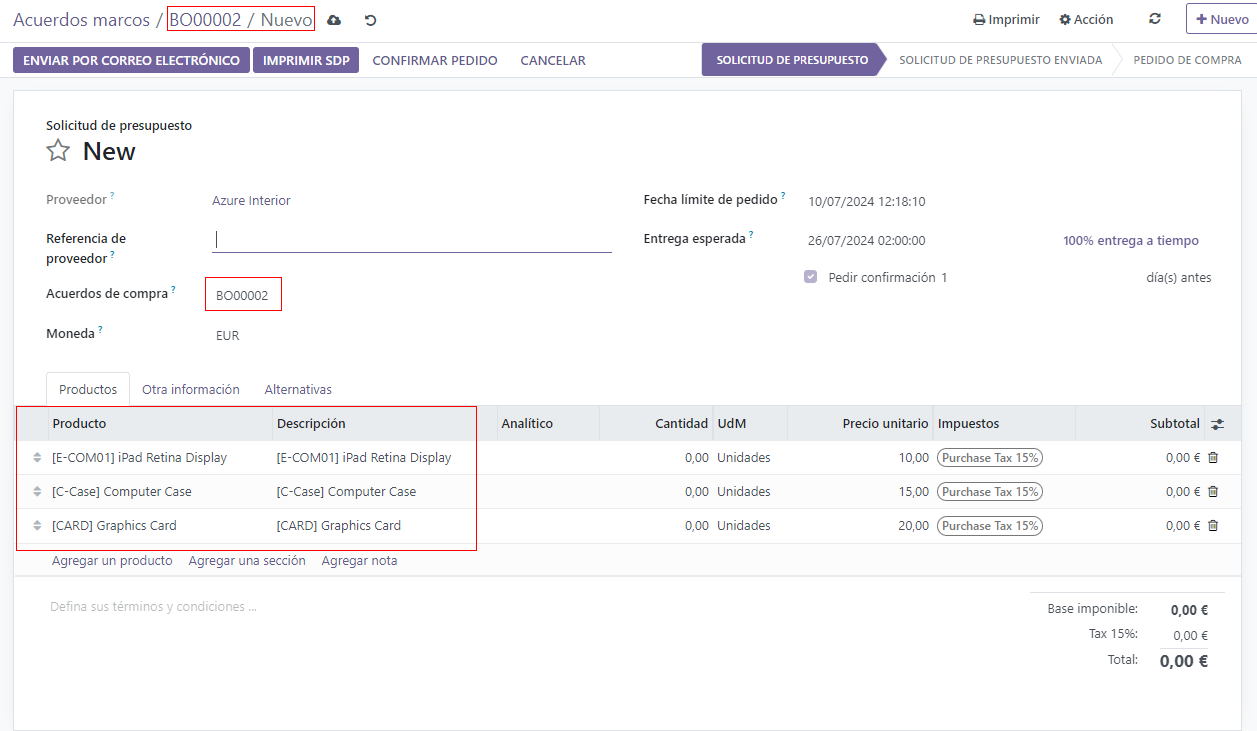 Acuerdos marcos / BO00002 / Nuevo Imprimir Acción Nuevo
ENVIAR POR CORREO ELECTRÓNICO IMPRIMIR SDP CONFIRMAR PEDIDO CANCELAR SOLICITUD DE PRESUPUESTO SOLICITUD DE PRESUPUESTO ENVIADA PEDIDO DE COMPRA
Solicitud de presupuesto
New
Proveedor ? Azure Interior Fecha límite de pedido ? 10/07/2024 12:18:10
Referencia de proveedor ? Entrega esperada ? 26/07/2024 02:00:00 100% entrega a tiempo
Pedir confirmación 1 día(s) antes
Acuerdos de compra ? BO00002
Moneda ? EUR
Productos Otra información Alternativas
Producto Descripción Analítico Cantidad UdM Precio unitario Impuestos Subtotal
[E-COM01] iPad Retina Display [E-COM01] iPad Retina Display 0,00 Unidades 10,00 Purchase Tax 15% 0,00 €
[C-Case] Computer Case [C-Case] Computer Case 0,00 Unidades 15,00 Purchase Tax 15% 0,00 €
[CARD] Graphics Card [CARD] Graphics Card 0,00 Unidades 20,00 Purchase Tax 15% 0,00 €
Agregar un producto Agregar una sección Agregar nota
Defina sus términos y condiciones ...
Base imponible: 0,00 €
Tax 15%: 0,00 €
Total: 0,00 €